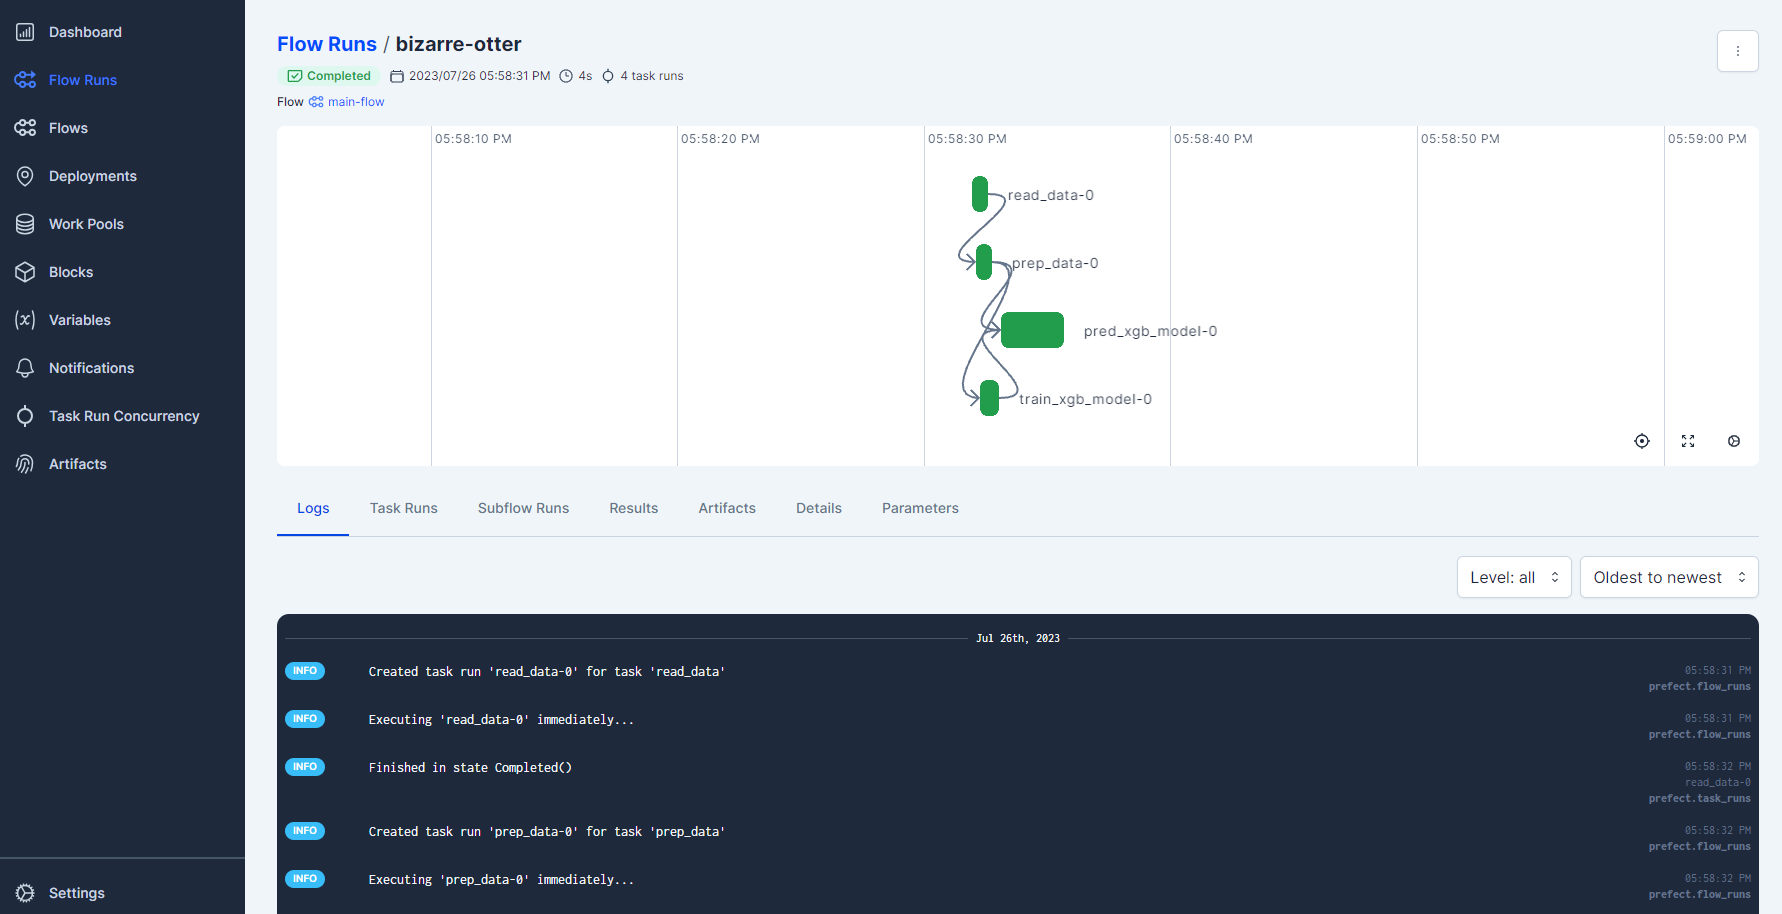 Dashboard
Flow Runs
Flows
Deployments
Work Pools
Blocks
Variables
Notifications
Task Run Concurrency
Artifacts
Settings
Flow Runs / bizarre-otter
Completed 2023/07/26 05:58:31 PM 4s 4 task runs
Flow main-flow
05:58:10 PM 05:58:20 PM 05:58:30 PM 05:58:40 PM 05:58:50 PM 05:59:00 PM
read_data-0
prep_data-0
pred_xgb_model-0
train_xgb_model-0
Logs Task Runs Subflow Runs Results Artifacts Details Parameters
Level: all Oldest to newest
Jul 26th, 2023
INFO Created task run 'read_data-0' for task 'read_data' 05:58:31 PM
prefect.flow_runs
INFO Executing 'read_data-0' immediately... 05:58:31 PM
prefect.flow_runs
INFO Finished in state Completed() 05:58:32 PM
read_data-0
prefect.task_runs
INFO Created task run 'prep_data-0' for task 'prep_data' 05:58:32 PM
prefect.flow_runs
INFO Executing 'prep_data-0' immediately... 05:58:32 PM
prefect.flow_runs